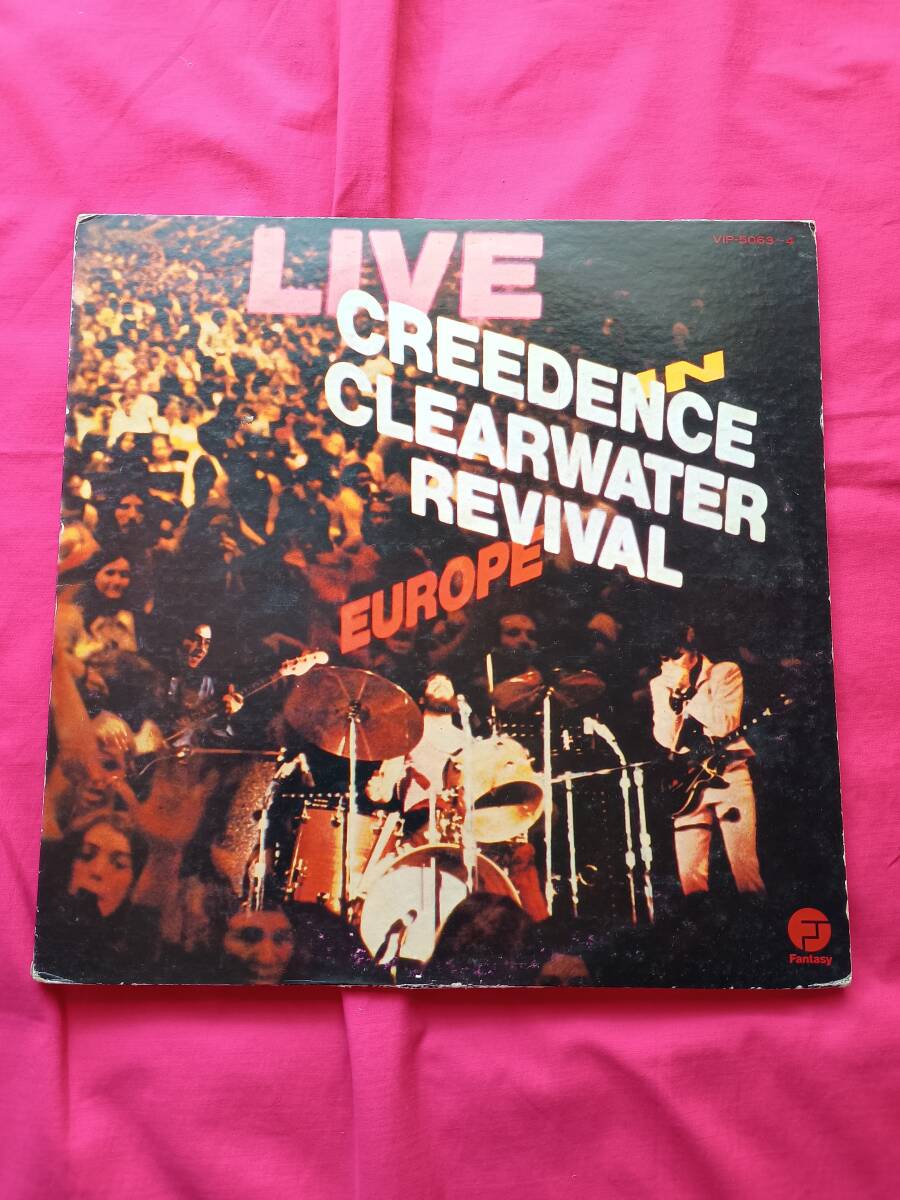 VIP-5063~4
LIVE
CREEDENCE
IN
CLEARWATER
REVIVAL
EUROPE
Fantasy